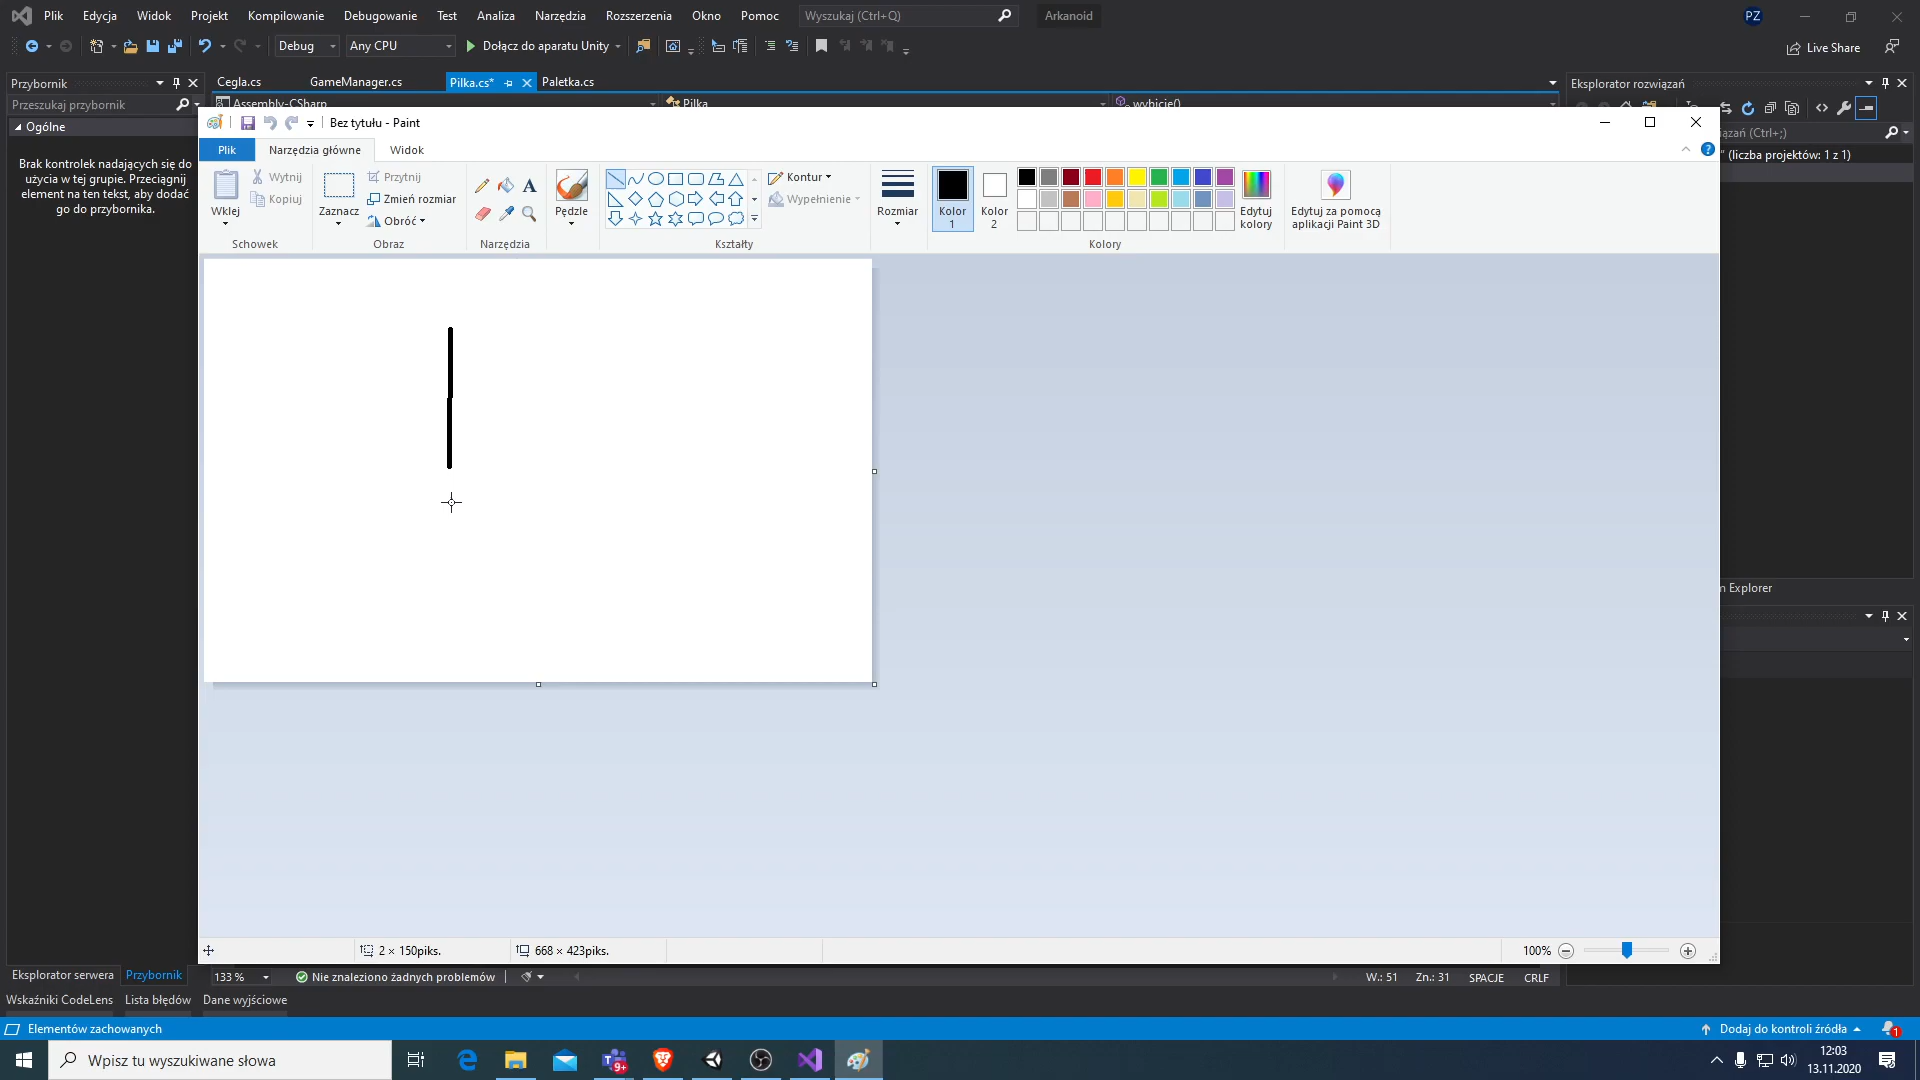 Plik Edycja Widok Projekt Kompilowanie Debugowanie Test Analiza Narzędzia Rozszerzenia Okno Pomoc Wyszukaj (Ctrl+Q) Arkanoid PZ
Debug Any CPU Dołącz do aparatu Unity Live Share
Przybornik Cegla.cs GameManager.cs Pilka.cs* Paletka.cs Eksplorator rozwiązań
Przeszukaj przybornik Assembly-CSharp Pilka wybicie()
Ogólne Bez tytułu - Paint iązań (Ctrl+;)
Plik Narzędzia główne Widok " (liczba projektów: 1 z 1)
Brak kontrolek nadających się do
użycia w tej grupie. Przeciągnij
element na ten tekst, aby dodać
go do przybornika.
Wklej Wytnij Kopiuj Schowek
Zaznacz Przytnij Zmień rozmiar Obróć Obraz
Narzędzia
Pędzle
Kontur Wypełnienie Kształty
Rozmiar
Kolor
1
Kolor
2
Edytuj
kolory
Kolory
Edytuj za pomocą
aplikacji Paint 3D
n Explorer
2 × 150piks. 668 × 423piks. 100%
Eksplorator serwera Przybornik 133 % Nie znaleziono żadnych problemów W.: 51 Zn.: 31 SPACJE CRLF
Wskaźniki CodeLens Lista błędów Dane wyjściowe
Elementów zachowanych Dodaj do kontroli źródła 1
Wpisz tu wyszukiwane słowa 9+ 12:03
13.11.2020